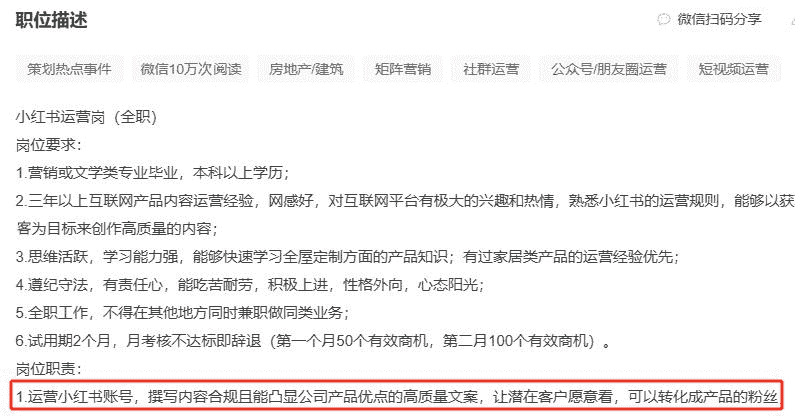 职位描述
微信扫码分享
策划热点事件 微信10万次阅读 房地产/建筑 矩阵营销 社群运营 公众号/朋友圈运营 短视频运营
小红书运营岗（全职）
岗位要求：
1.营销或文学类专业毕业，本科以上学历；
2.三年以上互联网产品内容运营经验，网感好，对互联网平台有极大的兴趣和热情，熟悉小红书的运营规则，能够以获
客为目标来创作高质量的内容；
3.思维活跃，学习能力强，能够快速学习全屋定制方面的产品知识；有过家居类产品的运营经验优先；
4.遵纪守法，有责任心，能吃苦耐劳，积极上进，性格外向，心态阳光；
5.全职工作，不得在其他地方同时兼职做同类业务；
6.试用期2个月，月考核不达标即辞退（第一个月50个有效商机，第二月100个有效商机）。
岗位职责：
1.运营小红书账号，撰写内容合规且能凸显公司产品优点的高质量文案，让潜在客户愿意看，可以转化成产品的粉丝